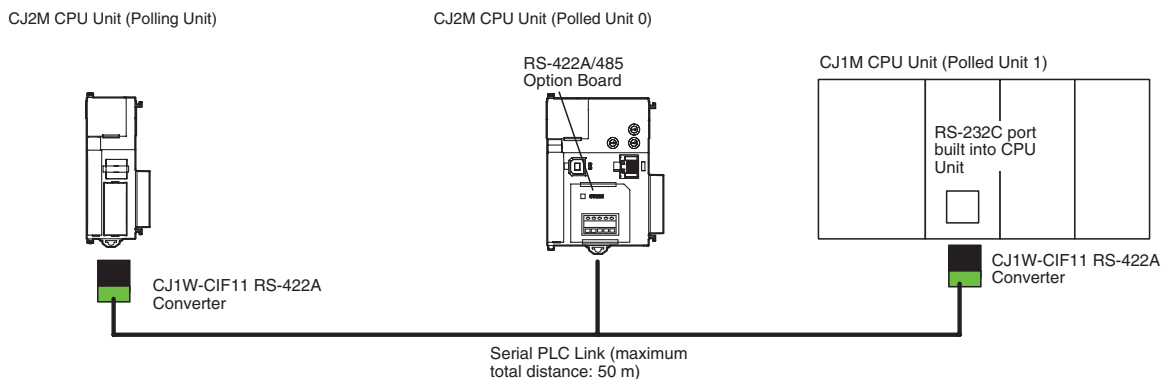 CJ2M CPU Unit (Polling Unit)
CJ2M CPU Unit (Polled Unit 0)
RS-422A/485
Option Board
CJ1M CPU Unit (Polled Unit 1)
RS-232C port
built into CPU
Unit
CJ1W-CIF11 RS-422A
Converter
CJ1W-CIF11 RS-422A
Converter
Serial PLC Link (maximum
total distance: 50 m)